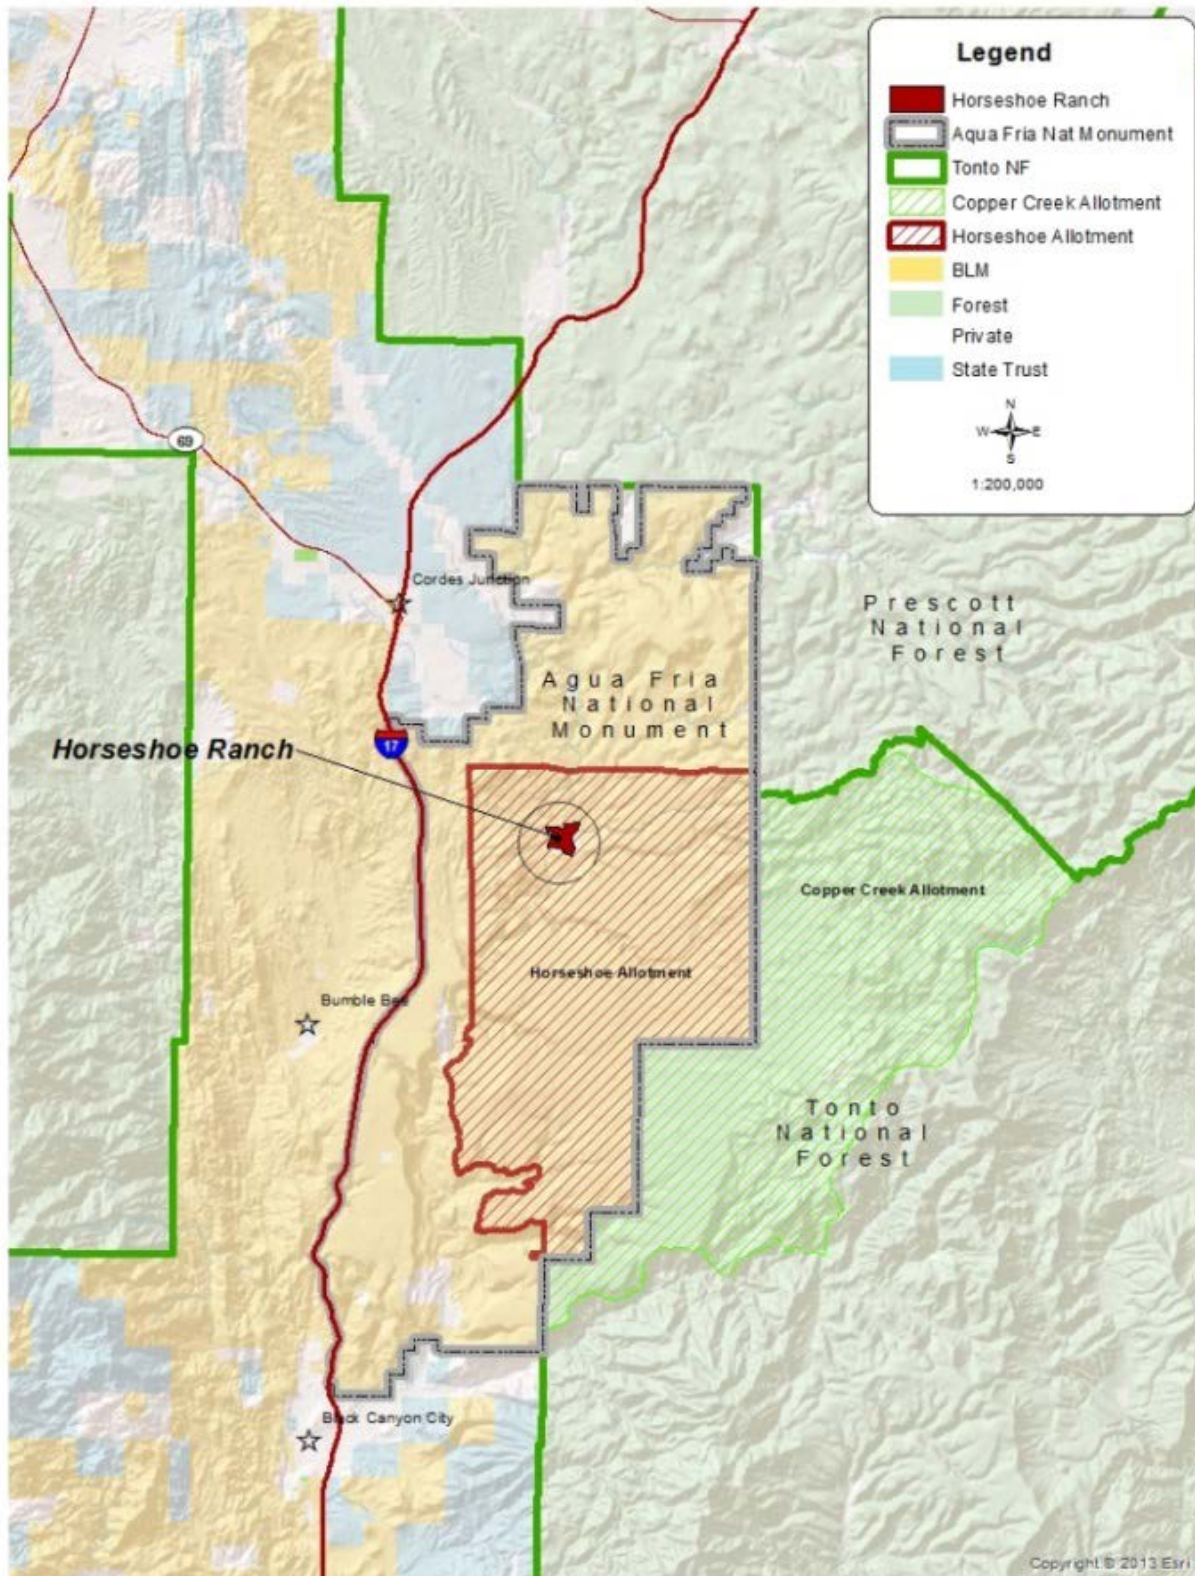 Legend
Horseshoe Ranch
Aqua Fria Nat Monument
Tonto NF
Copper Creek Allotment
Horseshoe Allotment
BLM
Forest
Private
State Trust
N
W E
S
1:200,000
69
Cordes Junction
Prescott
National
Forest
Agua Fria
National
Monument
17
Horseshoe Ranch
Copper Creek Allotment
Horseshoe Allotment
Bumble Bee
Tonto
National
Forest
Black Canyon City
Copyright © 2013 Esri